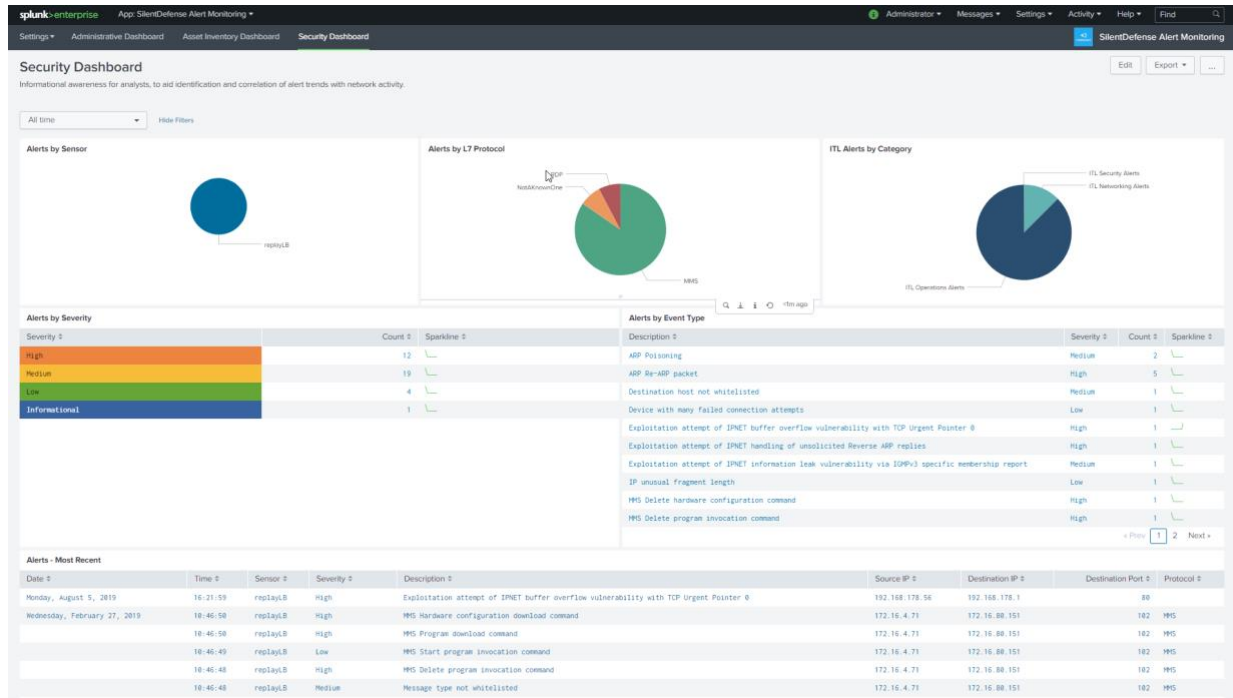 splunk>enterprise App: SilentDefense Alert Monitoring Administrator Messages Settings Activity Help Find
Settings Administrative Dashboard Asset Inventory Dashboard Security Dashboard SilentDefense Alert Monitoring
Security Dashboard Edit Export ...
Informational awareness for analysts, to aid identification and correlation of alert trends with network activity.
All time Hide Filters
Alerts by Sensor
replayLB
Alerts by L7 Protocol
NotAKnownOne
MMS
<1m ago
ITL Alerts by Category
ITL Security Alerts
ITL Networking Alerts
ITL Operations Alerts
Alerts by Severity
Severity Count Sparkline
High 12
Medium 19
Low 4
Informational 1
Alerts by Event Type
Description Severity Count Sparkline
ARP Poisoning Medium 2
ARP Re-ARP packet High 5
Destination host not whitelisted Medium 1
Device with many failed connection attempts Low 1
Exploitation attempt of IPNET buffer overflow vulnerability with TCP Urgent Pointer 0 High 1
Exploitation attempt of IPNET handling of unsolicited Reverse ARP replies High 1
Exploitation attempt of IPNET information leak vulnerability via IGMPv3 specific membership report Medium 1
IP unusual fragment length Low 1
MMS Delete hardware configuration command High 1
MMS Delete program invocation command High 1
« Prev 1 2 Next »
Alerts - Most Recent
Date Time Sensor Severity Description Source IP Destination IP Destination Port Protocol
Monday, August 5, 2019 16:21:59 replayLB High Exploitation attempt of IPNET buffer overflow vulnerability with TCP Urgent Pointer 0 192.168.178.56 192.168.178.1 80
Wednesday, February 27, 2019 10:46:50 replayLB High MMS Hardware configuration download command 172.16.4.71 172.16.80.151 102 MMS
10:46:50 replayLB High MMS Program download command 172.16.4.71 172.16.80.151 102 MMS
10:46:49 replayLB Low MMS Start program invocation command 172.16.4.71 172.16.80.151 102 MMS
10:46:48 replayLB High MMS Delete program invocation command 172.16.4.71 172.16.80.151 102 MMS
10:46:48 replayLB Medium Message type not whitelisted 172.16.4.71 172.16.80.151 102 MMS